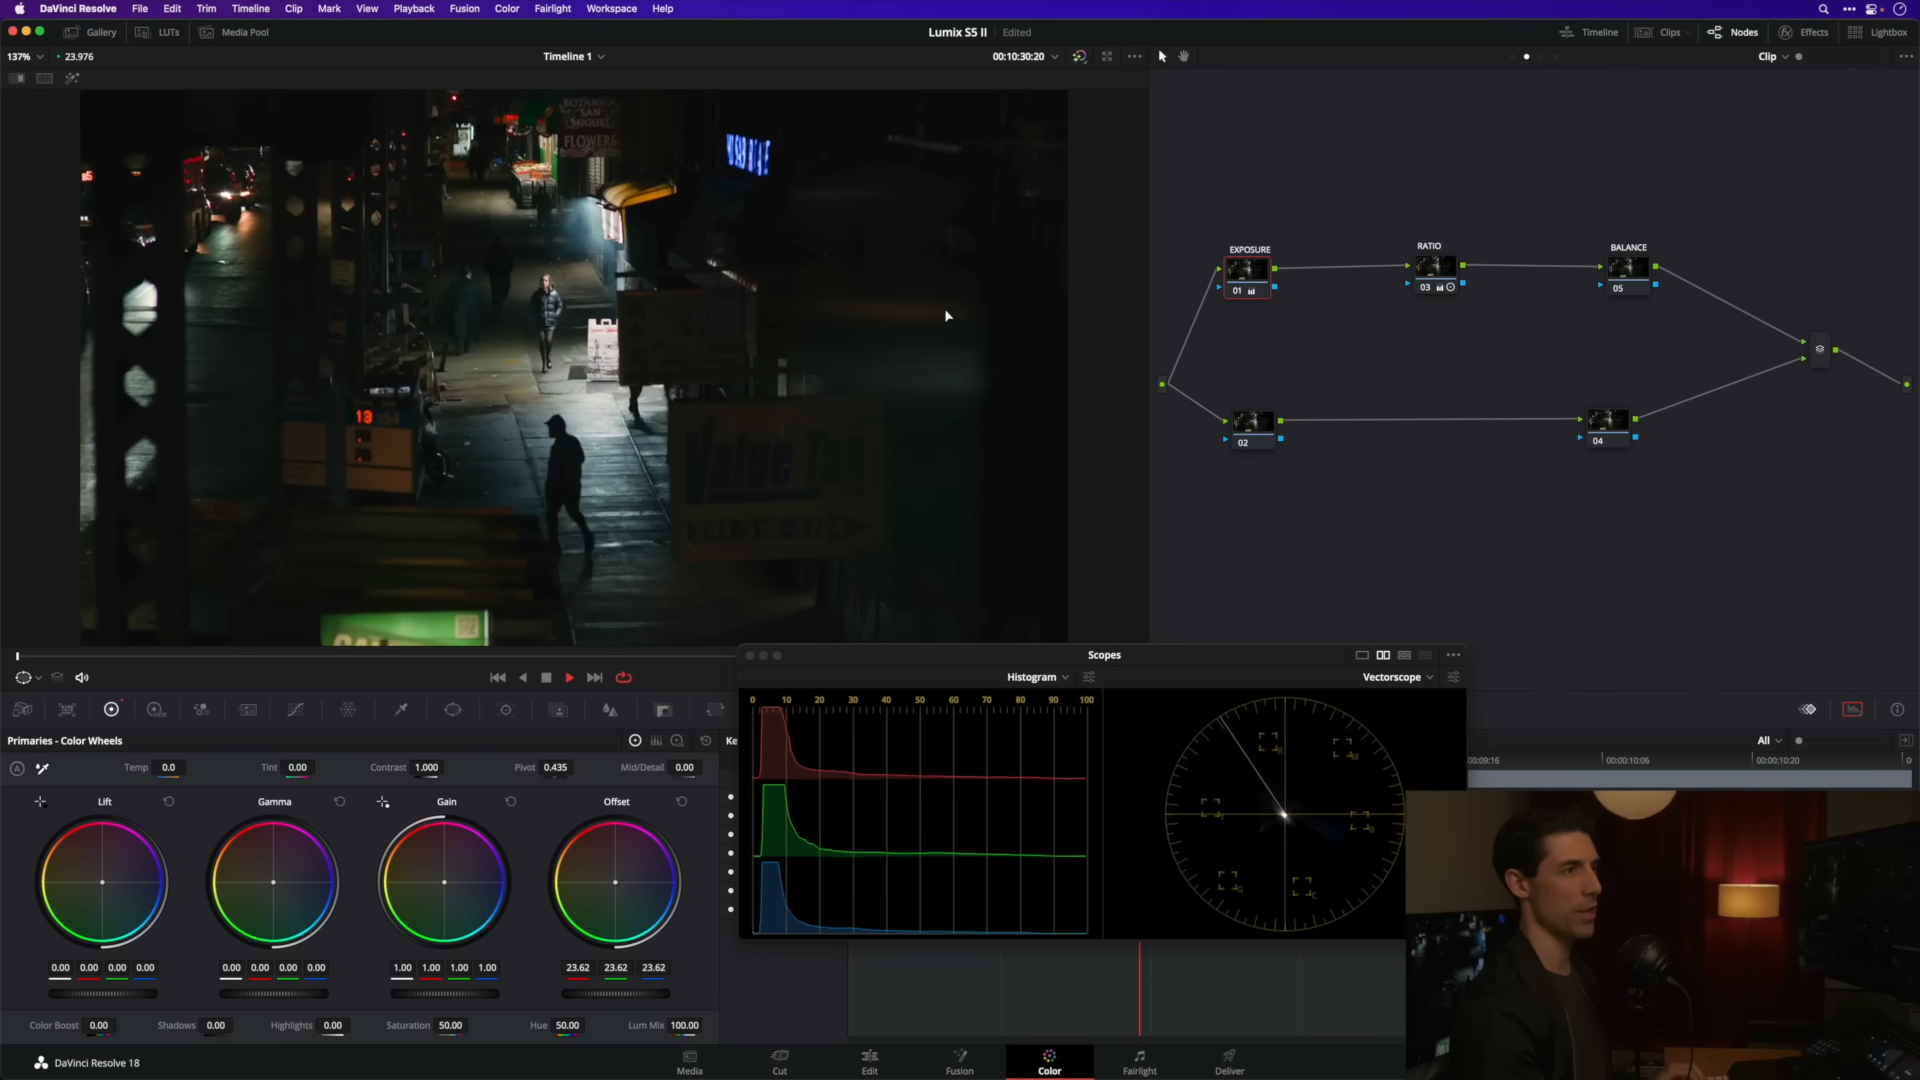 DaVinci Resolve File Edit Trim Timeline Clip Mark View Playback Fusion Color Fairlight Workspace Help
Gallery LUTs Media Pool Lumix S5 II Edited Timeline Clips Nodes Effects Lightbox
137% 23.976 Timeline 1 00:10:30:20 Clip
BOTANICA
SAN
MIGUEL
FLOWERS
EXPOSURE RATIO BALANCE
01 03 05
13
02 04
Value
Scopes
Histogram Vectorscope
0 10 20 30 40 50 60 70 80 90 100
R M
Y B
G C
Primaries - Color Wheels Ke All
00:09:16 00:00:10:06 00:00:10:20 0
Temp 0.0 Tint 0.00 Contrast 1.000 Pivot 0.435 Mid/Detail 0.00
Lift Gamma Gain Offset
0.00 0.00 0.00 0.00 0.00 0.00 0.00 0.00 1.00 1.00 1.00 1.00 23.62 23.62 23.62
Color Boost 0.00 Shadows 0.00 Highlights 0.00 Saturation 50.00 Hue 50.00 Lum Mix 100.00
DaVinci Resolve 18 Media Cut Edit Fusion Color Fairlight Deliver